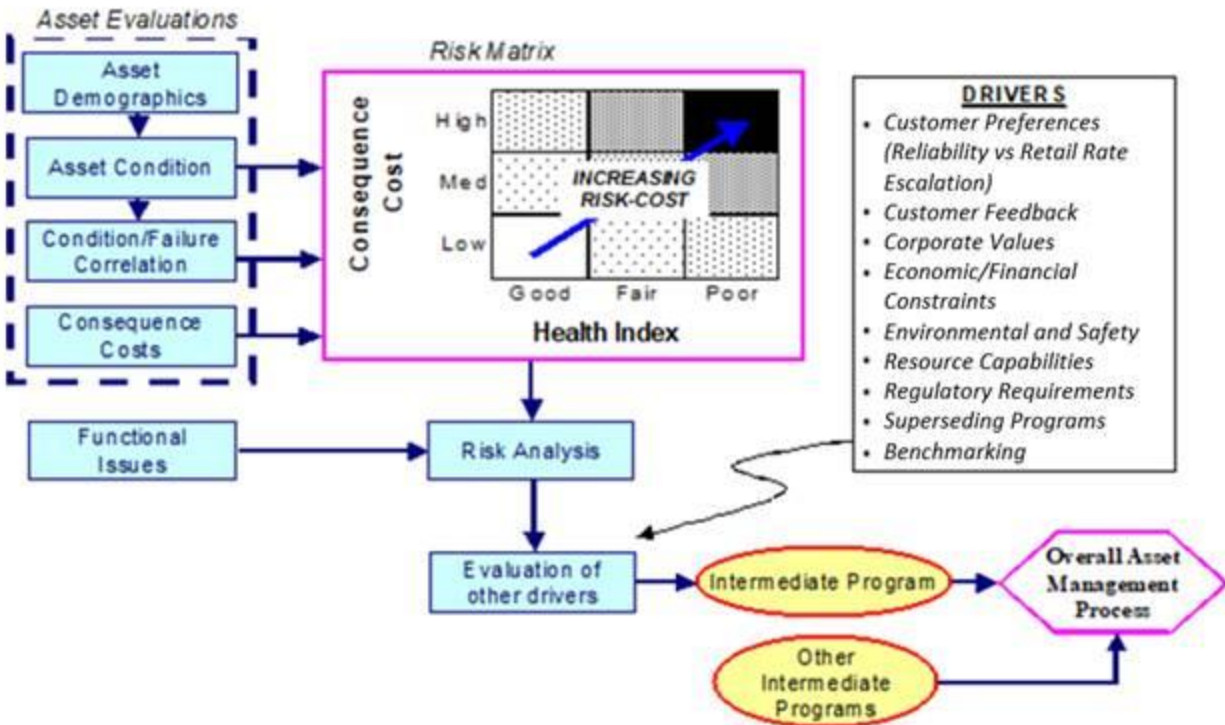 Asset Evaluations
Asset
Demographics
Asset Condition
Condition/Failure
Correlation
Consequence
Costs
Functional
Issues
Risk Matrix
Consequence
Cost
High
Med
Low
INCREASING
RISK-COST
Good Fair Poor
Health Index
Risk Analysis
Evaluation of
other drivers
DRIVERS
• Customer Preferences
(Reliability vs Retail Rate
Escalation)
• Customer Feedback
• Corporate Values
• Economic/Financial
Constraints
• Environmental and Safety
• Resource Capabilities
• Regulatory Requirements
• Superseding Programs
• Benchmarking
Intermediate Program
Other
Intermediate
Programs
Overall Asset
Management
Process